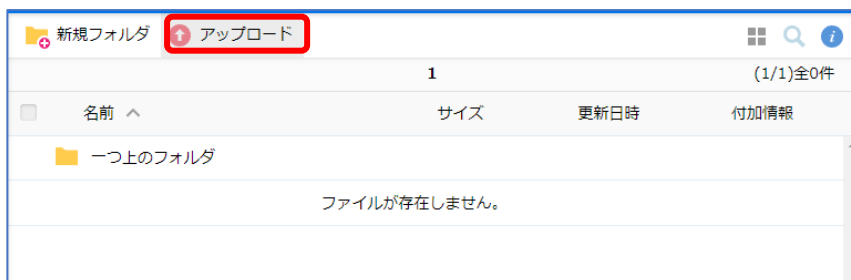 新規フォルダ アップロード
1 (1/1)全0件
名前 サイズ 更新日時 付加情報
一つ上のフォルダ
ファイルが存在しません。